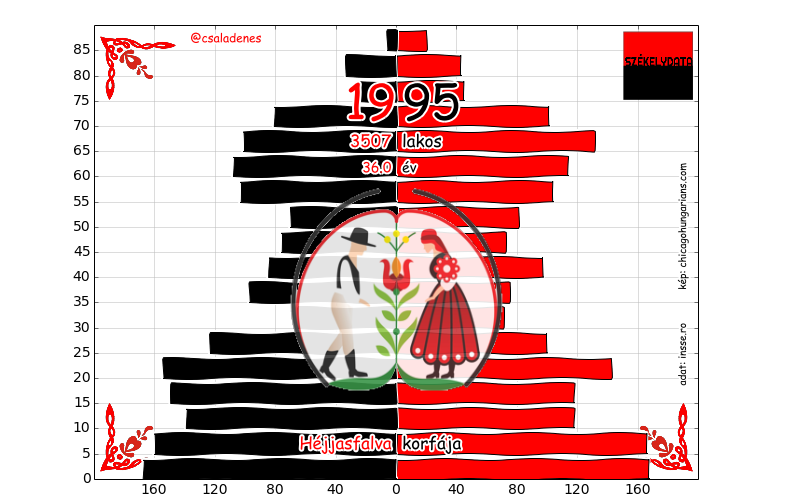 @csaladenes
SZÉKELYDATA
1995
3507 lakos
36.0 év
kép: chicagohungarians.com
adat: insse.ro
Héjjasfalva korfája
85
80
75
70
65
60
55
50
45
40
35
30
25
20
15
10
5
0
160 120 80 40 0 40 80 120 160